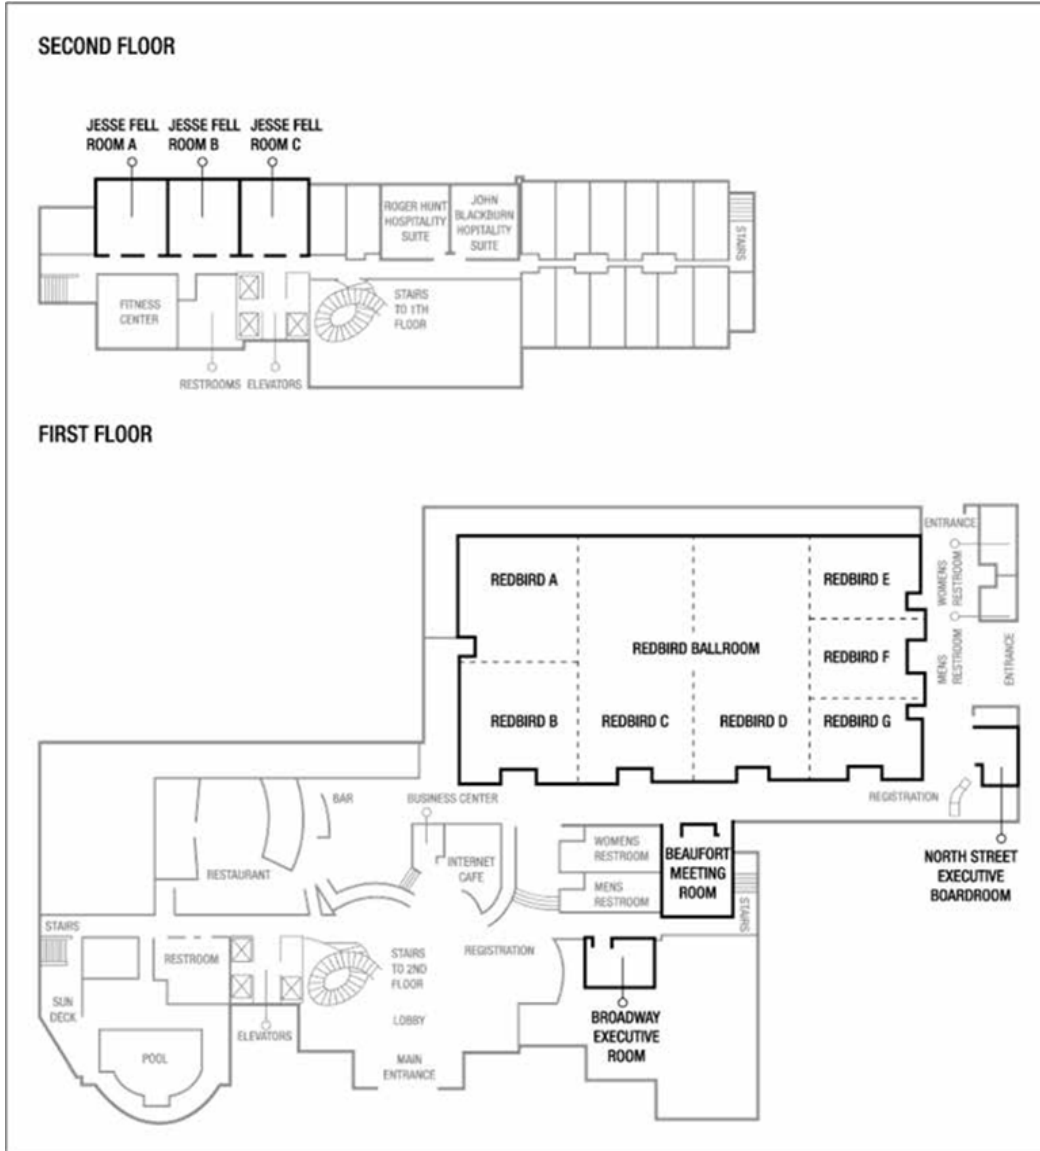 SECOND FLOOR
JESSE FELL
ROOM A
JESSE FELL
ROOM B
JESSE FELL
ROOM C
ROGER HUNT
HOSPITALITY
SUITE
JOHN
BLACKBURN
HOPITALITY
SUITE
STAIRS
FITNESS
CENTER
STAIRS
TO 1TH
FLOOR
RESTROOMS
ELEVATORS
FIRST FLOOR
ENTRANCE
WOMENS
RESTROOM
MENS
RESTROOM
ENTRANCE
REDBIRD A
REDBIRD E
REDBIRD BALLROOM
REDBIRD F
REDBIRD B
REDBIRD C
REDBIRD D
REDBIRD G
REGISTRATION
NORTH STREET
EXECUTIVE
BOARDROOM
BAR
BUSINESS CENTER
RESTAURANT
INTERNET
CAFE
WOMENS
RESTROOM
MENS
RESTROOM
BEAUFORT
MEETING
ROOM
STAIRS
STAIRS
RESTROOM
STAIRS
TO 2ND
FLOOR
REGISTRATION
SUN
DECK
ELEVATORS
LOBBY
BROADWAY
EXECUTIVE
ROOM
POOL
MAIN
ENTRANCE